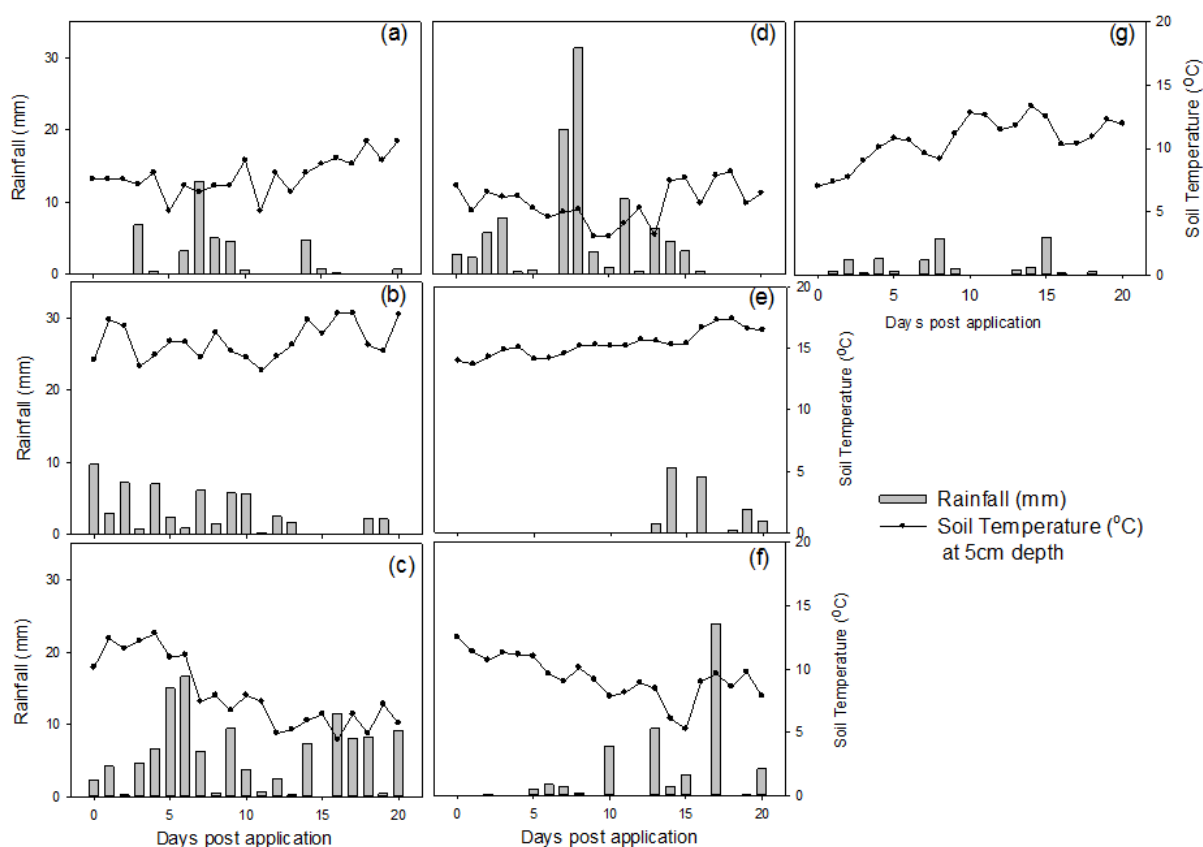 (a)
(d)
(g)
Rainfall (mm)
30
20
10
0
20
15
10
5
0
Soil Temperature (°C)
0 5 10 15 20
Days post application
(b)
(e)
Rainfall (mm)
30
20
10
0
20
15
10
5
0
Soil Temperature (°C)
Rainfall (mm)
Soil Temperature (°C)
at 5cm depth
(c)
(f)
Rainfall (mm)
30
20
10
0
20
15
10
5
0
Soil Temperature (°C)
0 5 10 15 20
Days post application
0 5 10 15 20
Days post application